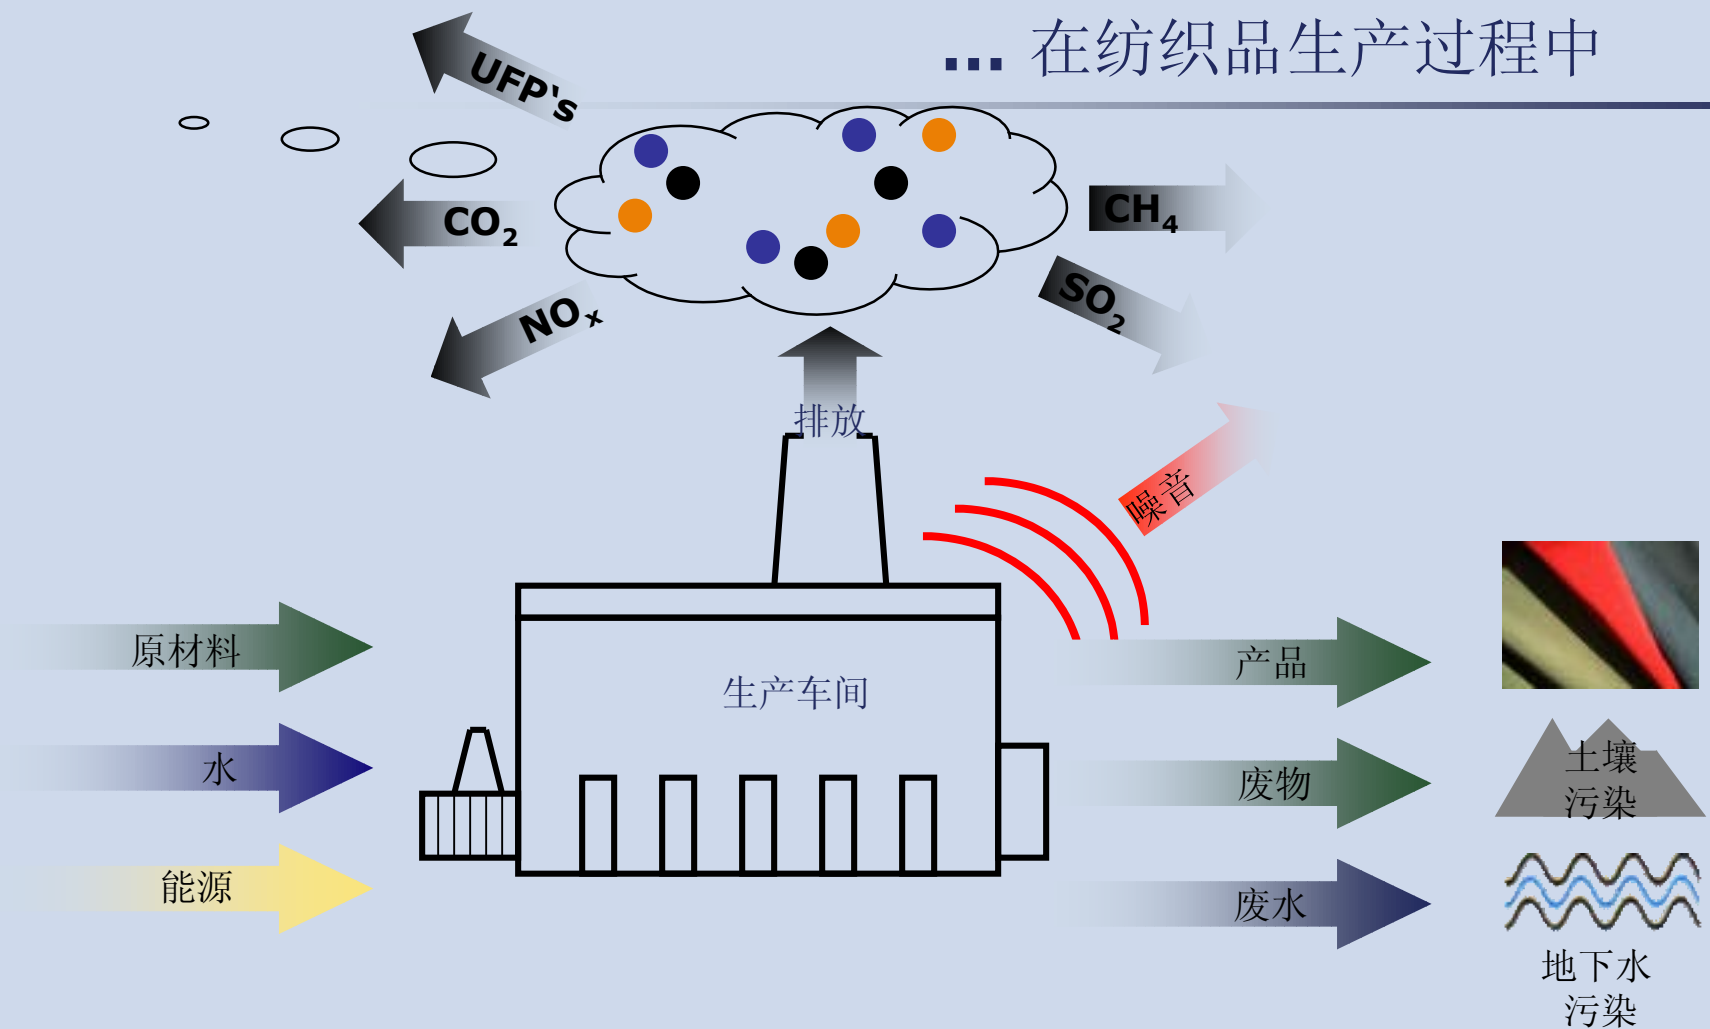 ... 在纺织品生产过程中
UFP's
CO₂
CH₄
NOₓ
SO₂
排放
噪音
原材料
生产车间
产品
水
废物
土壤
污染
能源
废水
地下水
污染